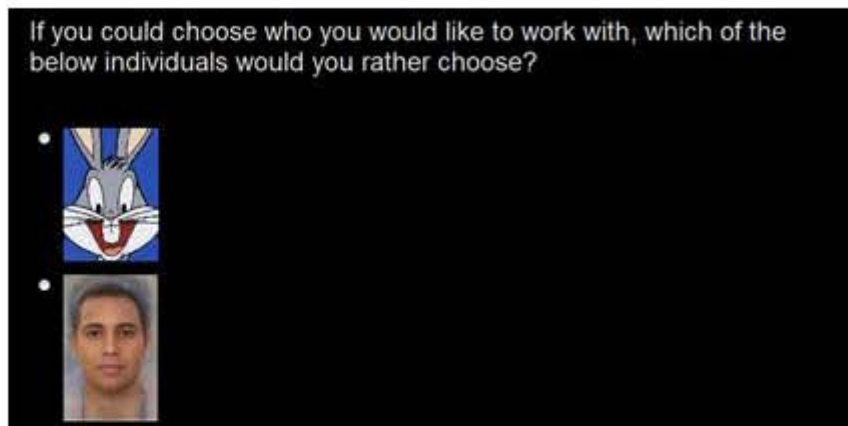 If you could choose who you would like to work with, which of the
below individuals would you rather choose?